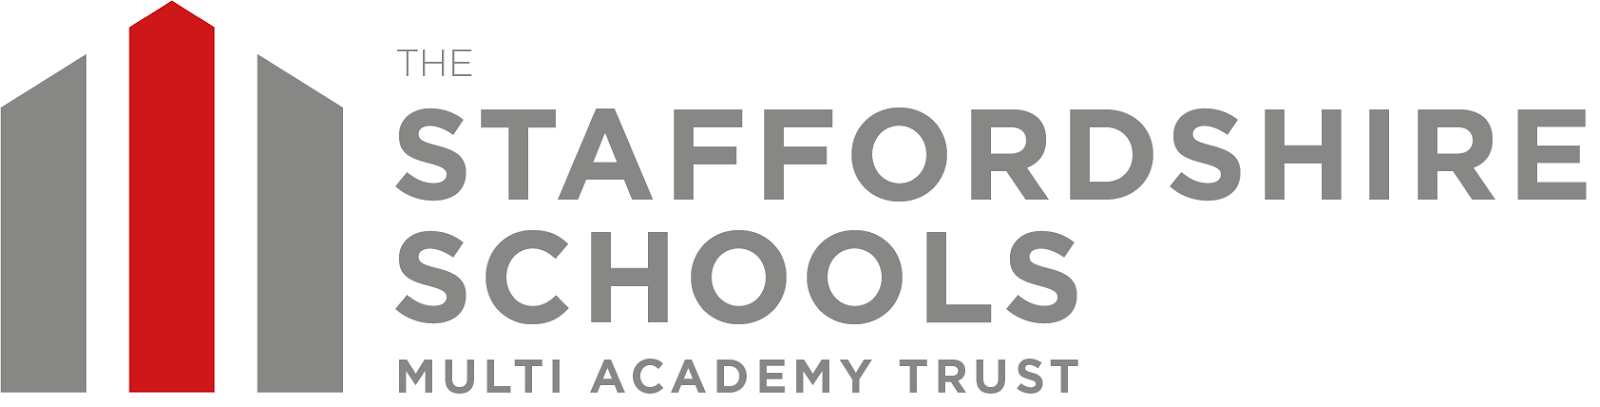 THE
STAFFORDSHIRE
SCHOOLS
MULTI ACADEMY TRUST